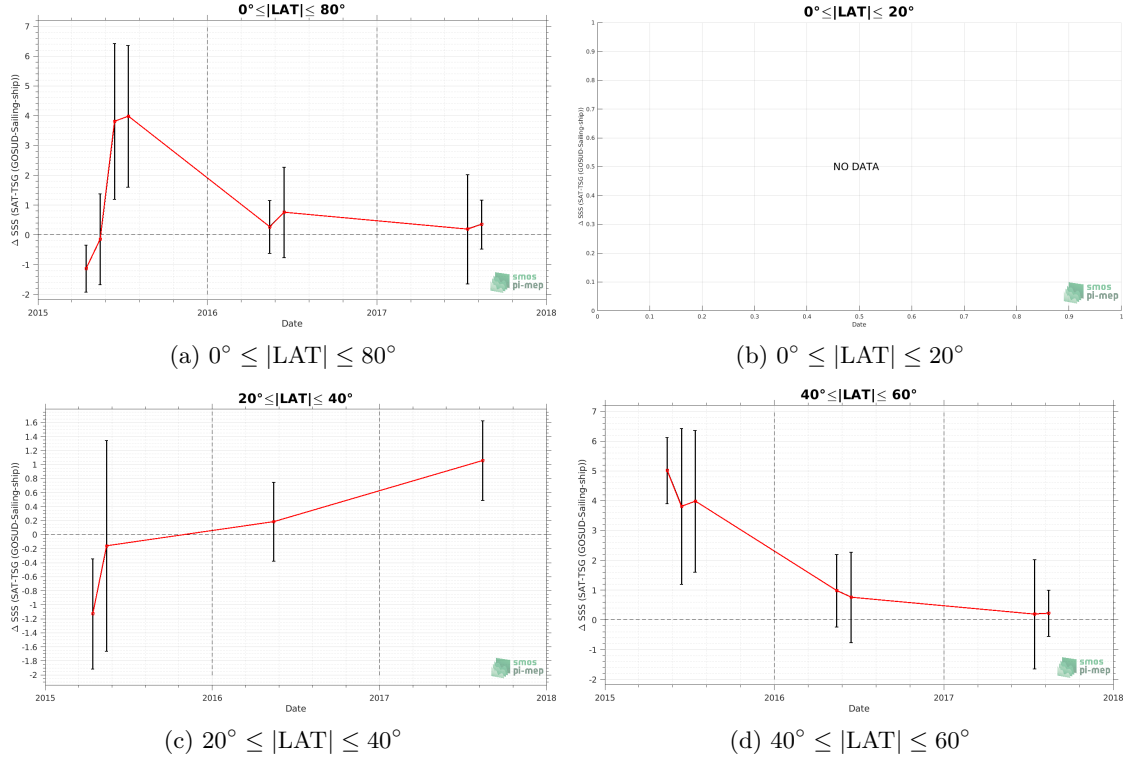 0°≤|LAT|≤ 80°
Δ SSS (SAT-TSG (GOSUD-Sailing-ship))
7
6
5
4
3
2
1
0
-1
-2
2015 2016 2017 2018
Date
smos
pi-mep
(a) 0° ≤ |LAT| ≤ 80°
0°≤|LAT|≤ 20°
Δ SSS (SAT-TSG (GOSUD-Sailing-ship))
1
0.9
0.8
0.7
0.6
0.5
0.4
0.3
0.2
0.1
0
NO DATA
0 0.1 0.2 0.3 0.4 0.5 0.6 0.7 0.8 0.9 1
Date
smos
pi-mep
(b) 0° ≤ |LAT| ≤ 20°
20°≤|LAT|≤ 40°
Δ SSS (SAT-TSG (GOSUD-Sailing-ship))
1.6
1.4
1.2
1
0.8
0.6
0.4
0.2
0
-0.2
-0.4
-0.6
-0.8
-1
-1.2
-1.4
-1.6
-1.8
-2
2015 2016 2017 2018
Date
smos
pi-mep
(c) 20° ≤ |LAT| ≤ 40°
40°≤|LAT|≤ 60°
Δ SSS (SAT-TSG (GOSUD-Sailing-ship))
7
6
5
4
3
2
1
0
-1
-2
2015 2016 2017 2018
Date
smos
pi-mep
(d) 40° ≤ |LAT| ≤ 60°